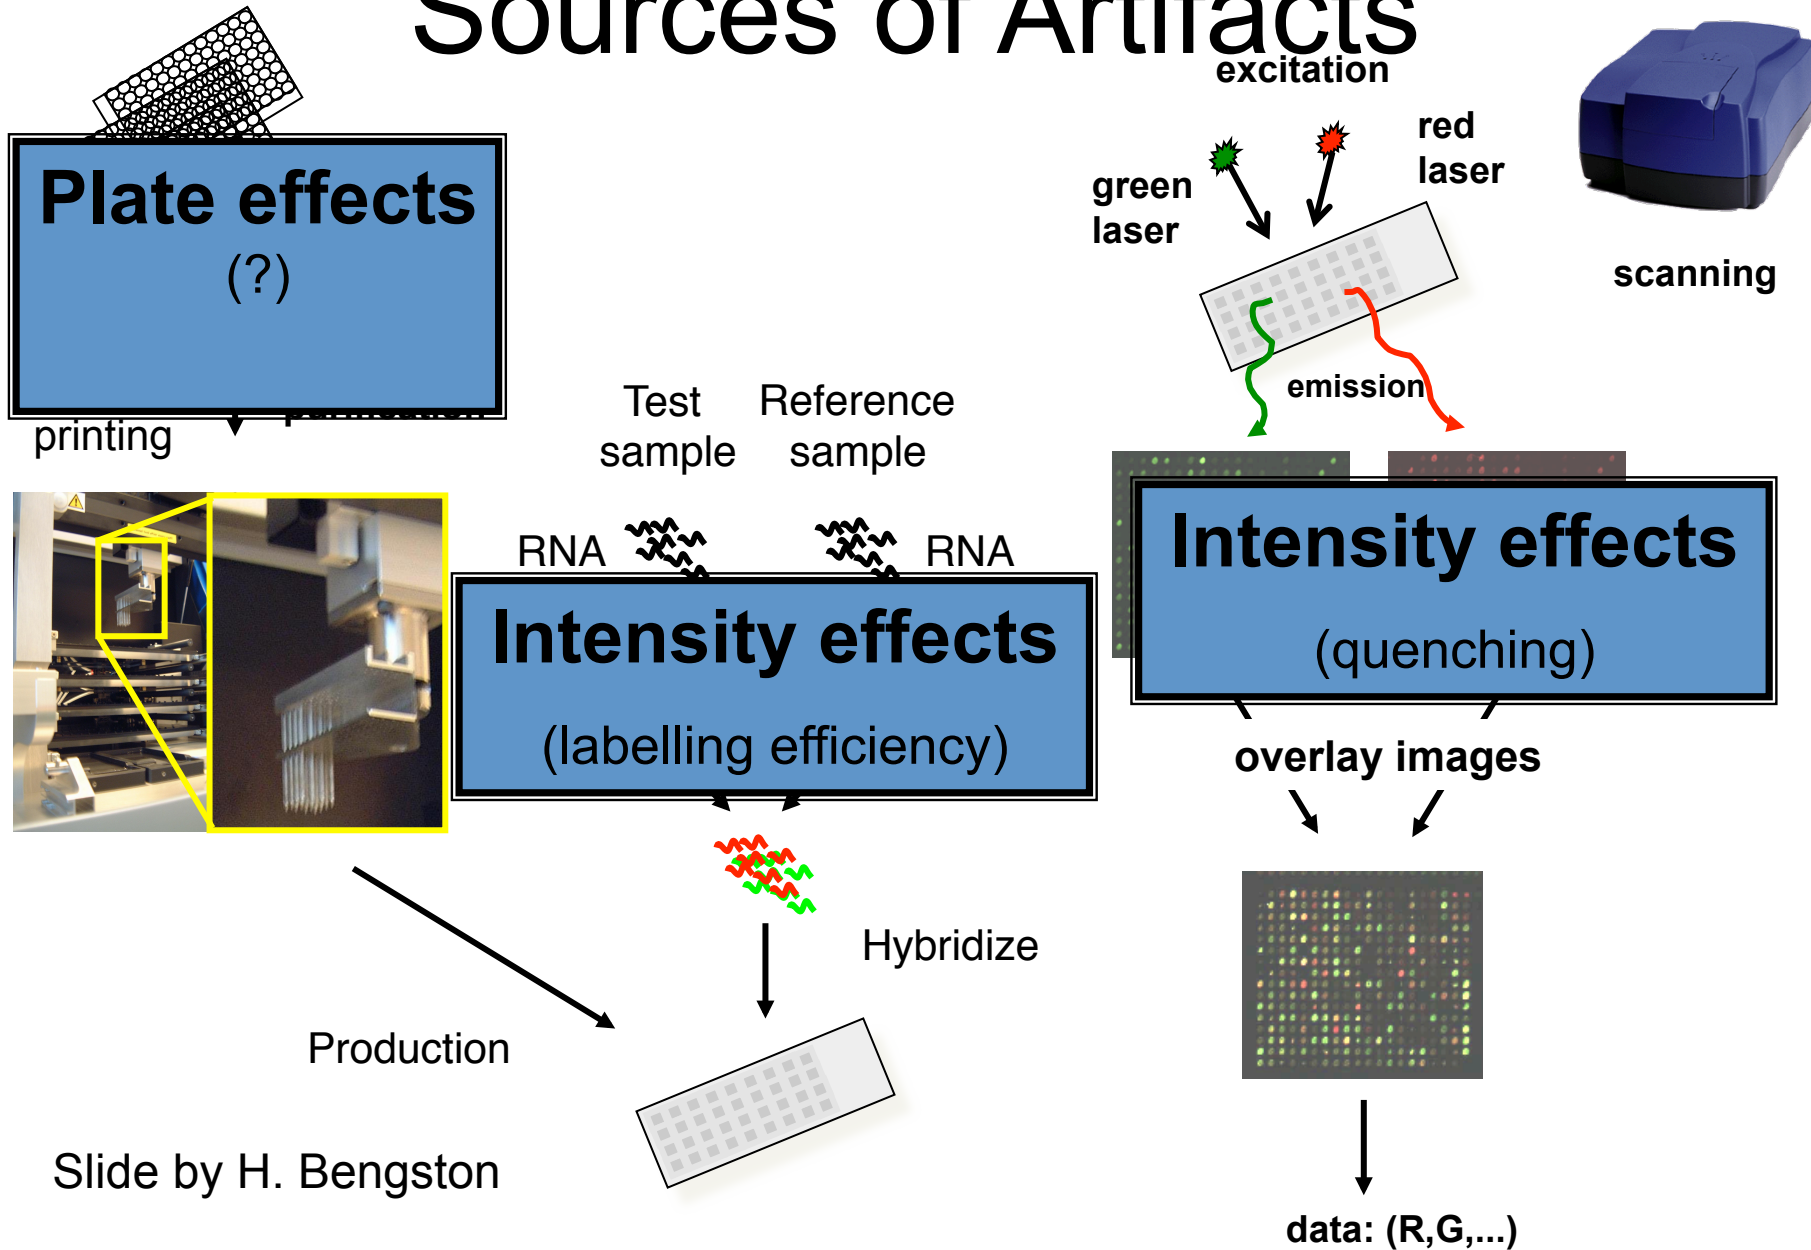 Sources of Artifacts
Plate effects
(?)
printing
Test
sample
Reference
sample
RNA
RNA
Intensity effects
(labelling efficiency)
Hybridize
Production
Slide by H. Bengston
excitation
green
laser
red
laser
scanning
emission
Intensity effects
(quenching)
overlay images
data: (R,G,...)